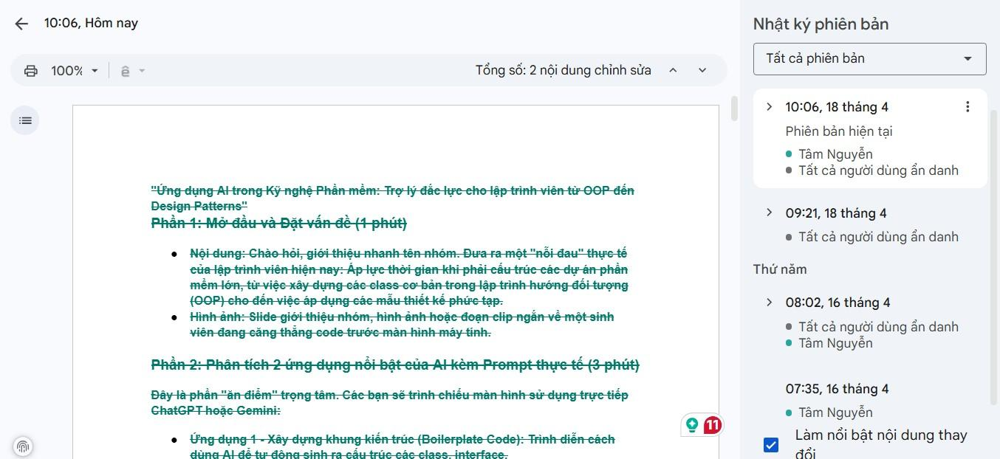 10:06, Hôm nay
100%
Tổng số: 2 nội dung chỉnh sửa
"Ứng dụng AI trong Kỹ nghệ Phần mềm: Trợ lý đắc lực cho lập trình viên từ OOP đến
Design Patterns"
Phần 1: Mở đầu và Đặt vấn đề (1 phút)
● Nội dung: Chào hỏi, giới thiệu nhanh tên nhóm. Đưa ra một "nỗi đau" thực tế
của lập trình viên hiện nay: Áp lực thời gian khi phải cấu trúc các dự án phần
mềm lớn, từ việc xây dựng các class cơ bản trong lập trình hướng đối tượng
(OOP) cho đến việc áp dụng các mẫu thiết kế phức tạp.
● Hình ảnh: Slide giới thiệu nhóm, hình ảnh hoặc đoạn clip ngắn về một sinh
viên đang căng thẳng code trước màn hình máy tính.
Phần 2: Phân tích 2 ứng dụng nổi bật của AI kèm Prompt thực tế (3 phút)
Đây là phần "ăn điểm" trọng tâm. Các bạn sẽ trình chiếu màn hình sử dụng trực tiếp
ChatGPT hoặc Gemini:
● Ứng dụng 1 - Xây dựng khung kiến trúc (Boilerplate Code): Trình diễn cách
dùng AI để tự động sinh ra cấu trúc các class, interface.
11
Nhật ký phiên bản
Tất cả phiên bản
10:06, 18 tháng 4
Phiên bản hiện tại
Tâm Nguyễn
Tất cả người dùng ẩn danh
09:21, 18 tháng 4
Tất cả người dùng ẩn danh
Thứ năm
08:02, 16 tháng 4
Tất cả người dùng ẩn danh
Tâm Nguyễn
07:35, 16 tháng 4
Tâm Nguyễn
Làm nổi bật nội dung thay
đổi